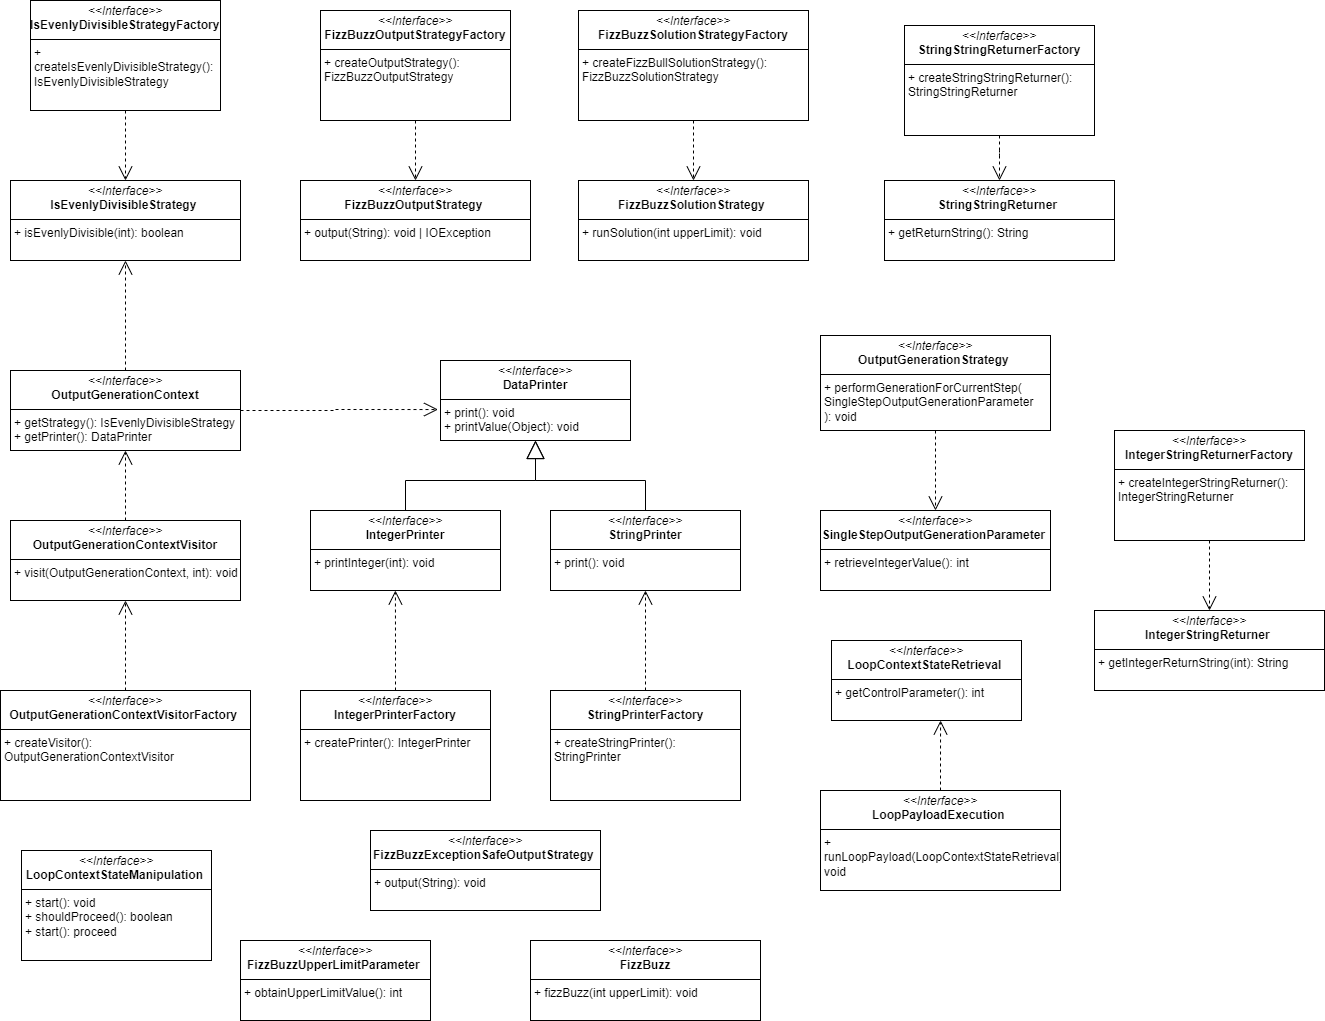 <<Interface>>
IsEvenlyDivisibleStrategyFactory
+
createIsEvenlyDivisibleStrategy():
IsEvenlyDivisibleStrategy
<<Interface>>
FizzBuzzOutputStrategyFactory
+ createOutputStrategy():
FizzBuzzOutputStrategy
<<Interface>>
FizzBuzzSolutionStrategyFactory
+ createFizzBullSolutionStrategy():
FizzBuzzSolutionStrategy
<<Interface>>
StringStringReturnerFactory
+ createStringStringReturner():
StringStringReturner
<<Interface>>
IsEvenlyDivisibleStrategy
+ isEvenlyDivisible(int): boolean
<<Interface>>
FizzBuzzOutputStrategy
+ output(String): void | IOException
<<Interface>>
FizzBuzzSolutionStrategy
+ runSolution(int upperLimit): void
<<Interface>>
StringStringReturner
+ getReturnString(): String
<<Interface>>
OutputGenerationContext
+ getStrategy(): IsEvenlyDivisibleStrategy
+ getPrinter(): DataPrinter
<<Interface>>
DataPrinter
+ print(): void
+ printValue(Object): void
<<Interface>>
OutputGenerationStrategy
+ performGenerationForCurrentStep(
SingleStepOutputGenerationParameter
): void
<<Interface>>
IntegerStringReturnerFactory
+ createIntegerStringReturner():
IntegerStringReturner
<<Interface>>
OutputGenerationContextVisitor
+ visit(OutputGenerationContext, int): void
<<Interface>>
IntegerPrinter
+ printInteger(int): void
<<Interface>>
StringPrinter
+ print(): void
<<Interface>>
SingleStepOutputGenerationParameter
+ retrieveIntegerValue(): int
<<Interface>>
IntegerStringReturner
+ getIntegerReturnString(int): String
<<Interface>>
LoopContextStateRetrieval
+ getControlParameter(): int
<<Interface>>
OutputGenerationContextVisitorFactory
+ createVisitor():
OutputGenerationContextVisitor
<<Interface>>
IntegerPrinterFactory
+ createPrinter(): IntegerPrinter
<<Interface>>
StringPrinterFactory
+ createStringPrinter():
StringPrinter
<<Interface>>
LoopPayloadExecution
+
runLoopPayload(LoopContextStateRetrieval
void
<<Interface>>
FizzBuzzExceptionSafeOutputStrategy
+ output(String): void
<<Interface>>
LoopContextStateManipulation
+ start(): void
+ shouldProceed(): boolean
+ start(): proceed
<<Interface>>
FizzBuzzUpperLimitParameter
+ obtainUpperLimitValue(): int
<<Interface>>
FizzBuzz
+ fizzBuzz(int upperLimit): void